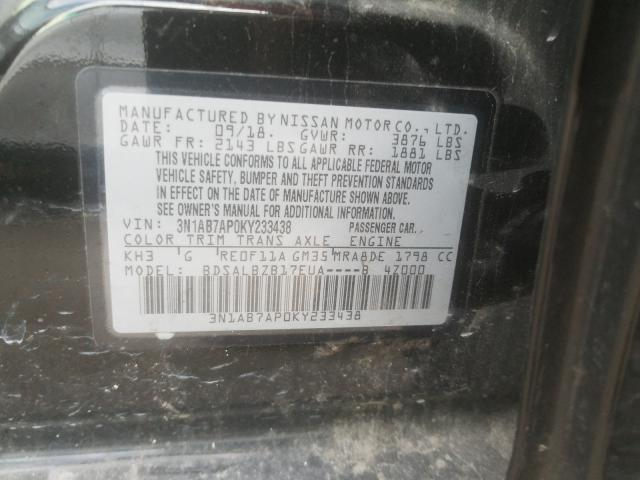 MANUFACTURED BY NISSAN MOTOR CO., LTD.
DATE: 09/18. GVWR: 3876 LBS
GAWR FR: 2143 LBS GAWR RR: 1881 LBS
THIS VEHICLE CONFORMS TO ALL APPLICABLE FEDERAL MOTOR
VEHICLE SAFETY, BUMPER AND THEFT PREVENTION STANDARDS
IN EFFECT ON THE DATE OF MANUFACTURE SHOWN ABOVE.
SEE OWNER'S MANUAL FOR ADDITIONAL INFORMATION
VIN: 3N1AB7AP0KY233438 PASSENGER CAR.
COLOR TRIM TRANS AXLE ENGINE
KH3 G RE0F11A GM35 MRA8DE 1798 CC
MODEL: BDSALBZB17EUA----B 47000
3N1AB7AP0KY233438